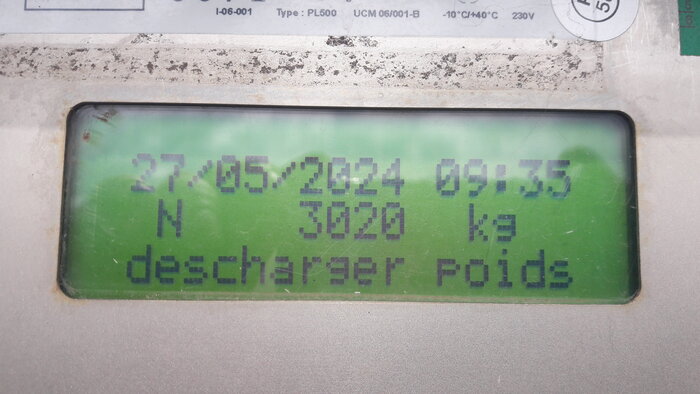 I-06-001 Type : PL500 UCM 06/001-B -10°C/+40°C 230V
27/05/2024 09:35
N 3020 kg
descharger poids